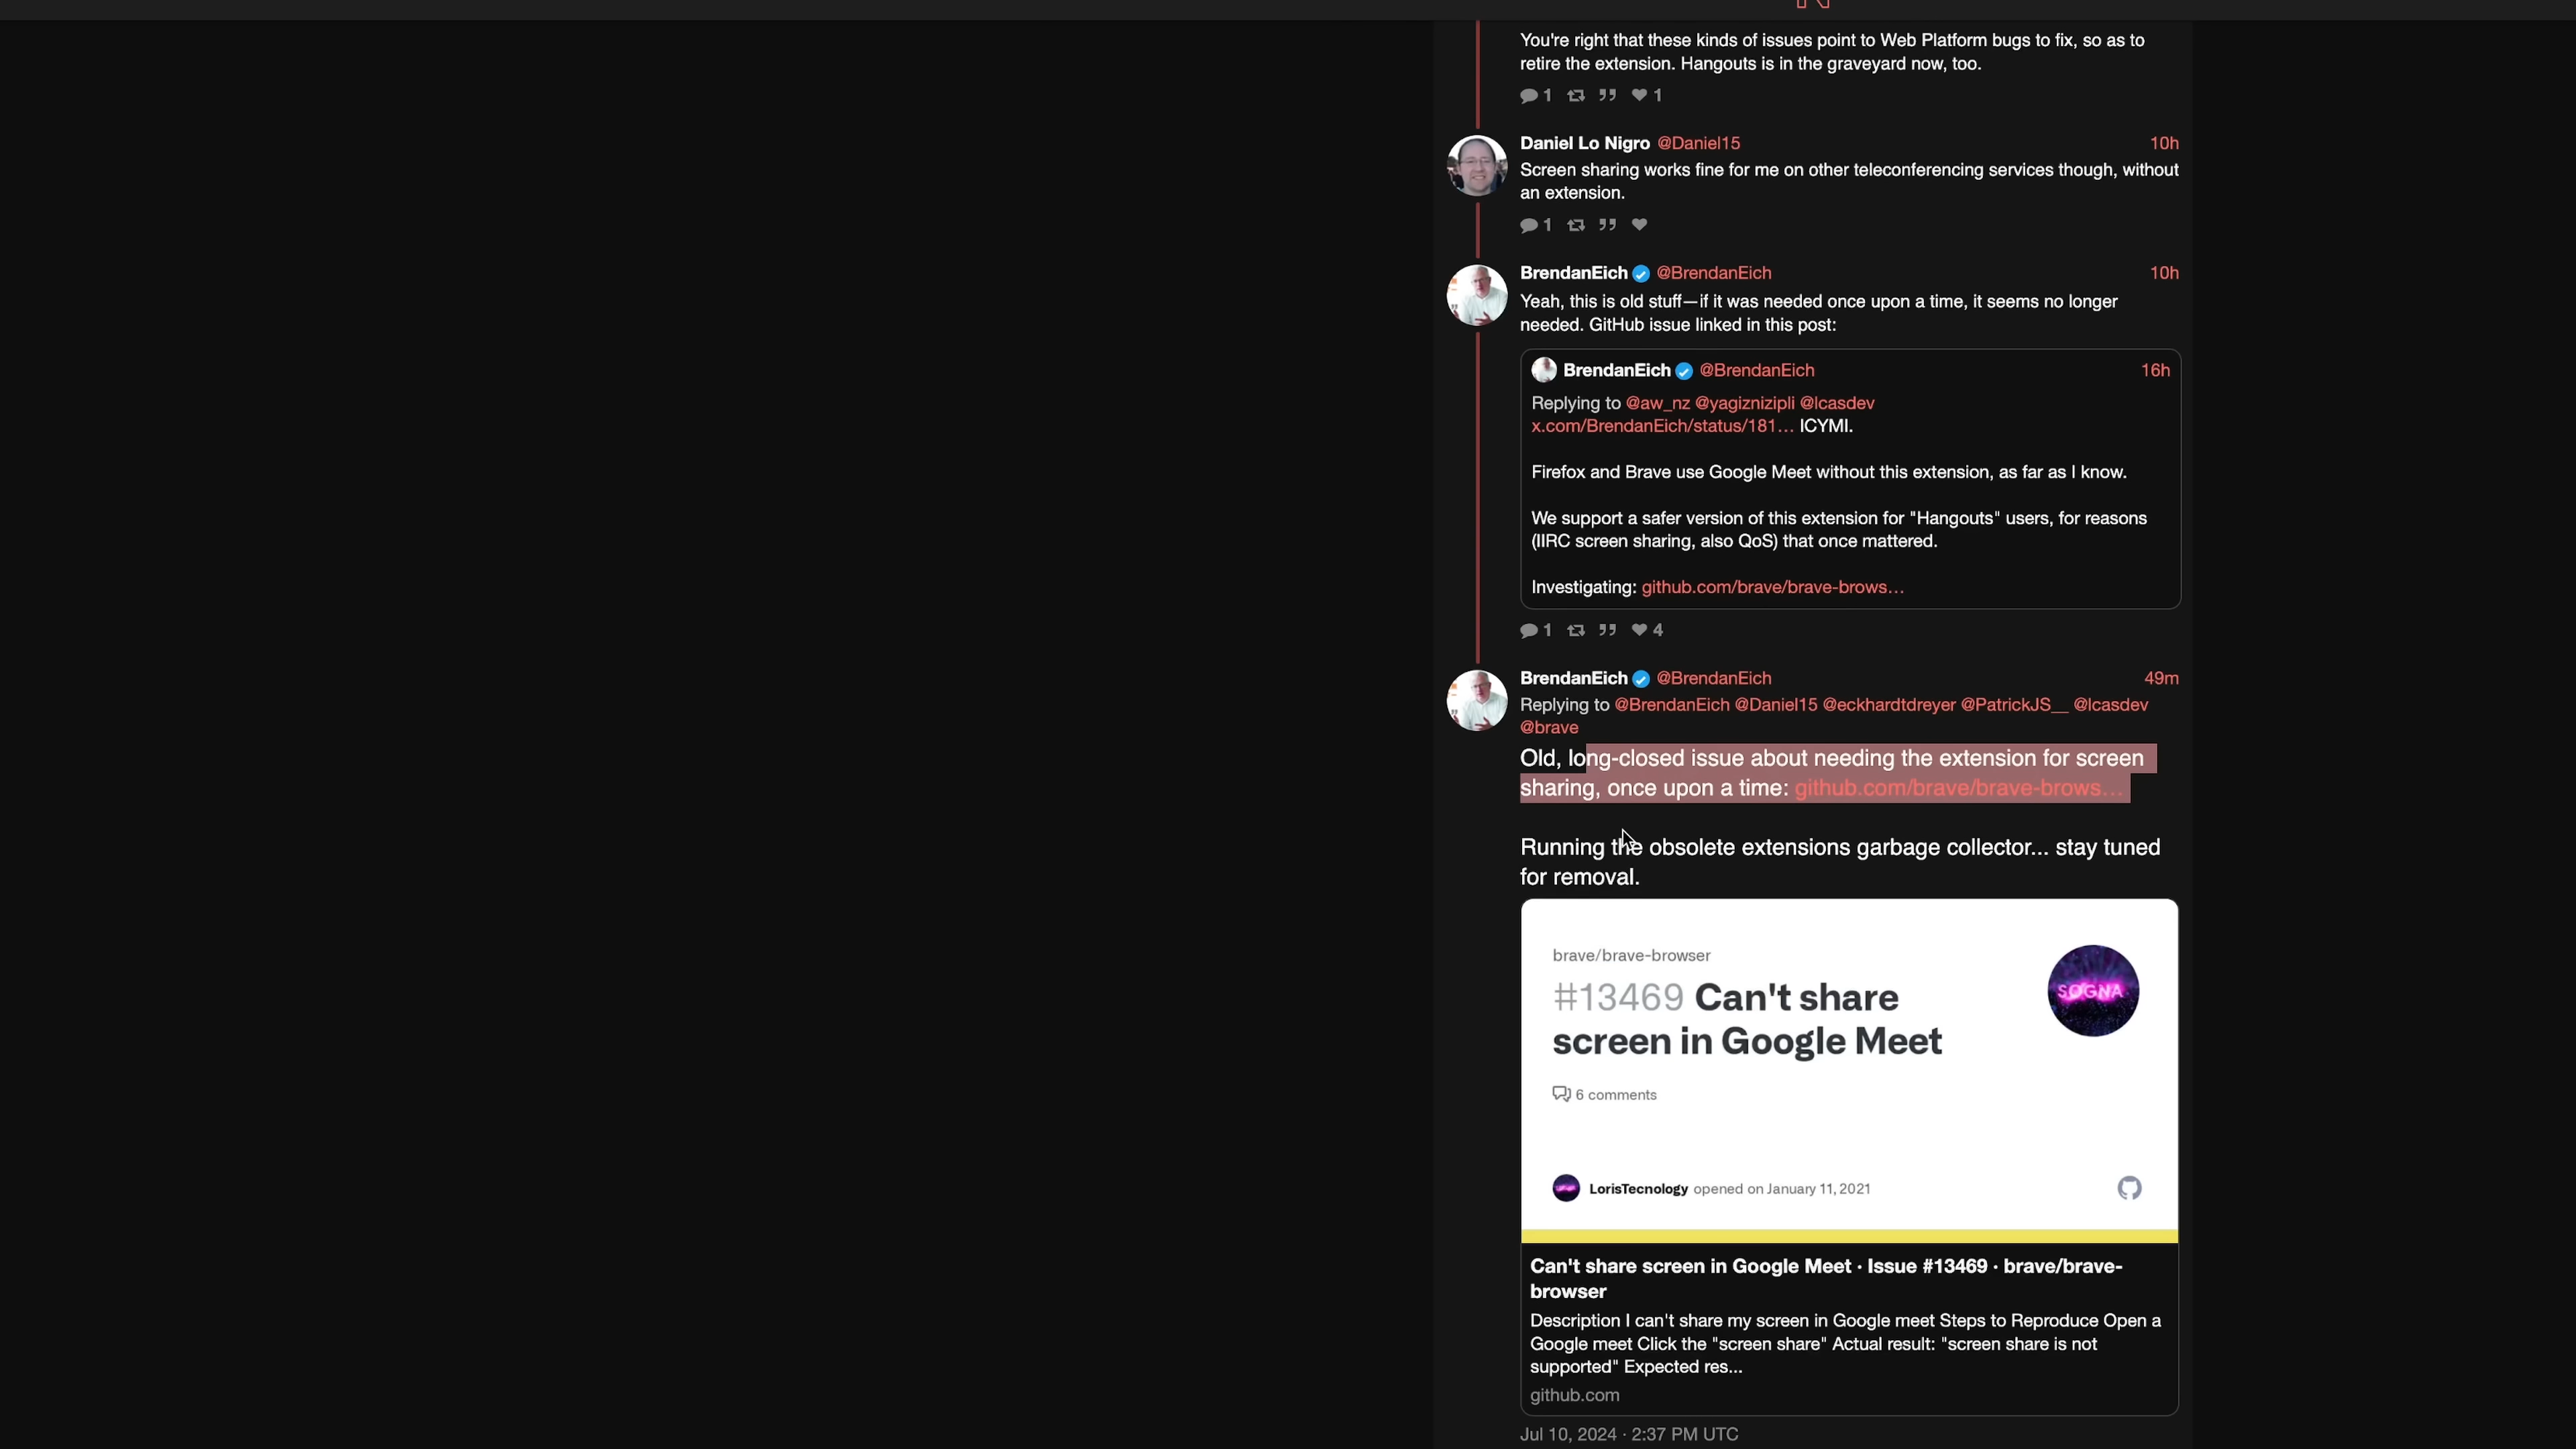 You're right that these kinds of issues point to Web Platform bugs to fix, so as to
retire the extension. Hangouts is in the graveyard now, too.
1 1
Daniel Lo Nigro @Daniel15 10h
Screen sharing works fine for me on other teleconferencing services though, without
an extension.
1
BrendanEich @BrendanEich 10h
Yeah, this is old stuff—if it was needed once upon a time, it seems no longer
needed. GitHub issue linked in this post:
BrendanEich @BrendanEich 16h
Replying to @aw_nz @yagiznizipli @lcasdev
x.com/BrendanEich/status/181… ICYMI.
Firefox and Brave use Google Meet without this extension, as far as I know.
We support a safer version of this extension for "Hangouts" users, for reasons
(IIRC screen sharing, also QoS) that once mattered.
Investigating: github.com/brave/brave-brows…
1 4
BrendanEich @BrendanEich 49m
Replying to @BrendanEich @Daniel15 @eckhardtdreyer @PatrickJS__ @lcasdev
@brave
Old, long-closed issue about needing the extension for screen
sharing, once upon a time: github.com/brave/brave-brows…
Running the obsolete extensions garbage collector... stay tuned
for removal.
brave/brave-browser
#13469 Can't share
screen in Google Meet
SOGNA
6 comments
LorisTecnology opened on January 11, 2021
Can't share screen in Google Meet · Issue #13469 · brave/brave-
browser
Description I can't share my screen in Google meet Steps to Reproduce Open a
Google meet Click the "screen share" Actual result: "screen share is not
supported" Expected res...
github.com
Jul 10, 2024 · 2:37 PM UTC